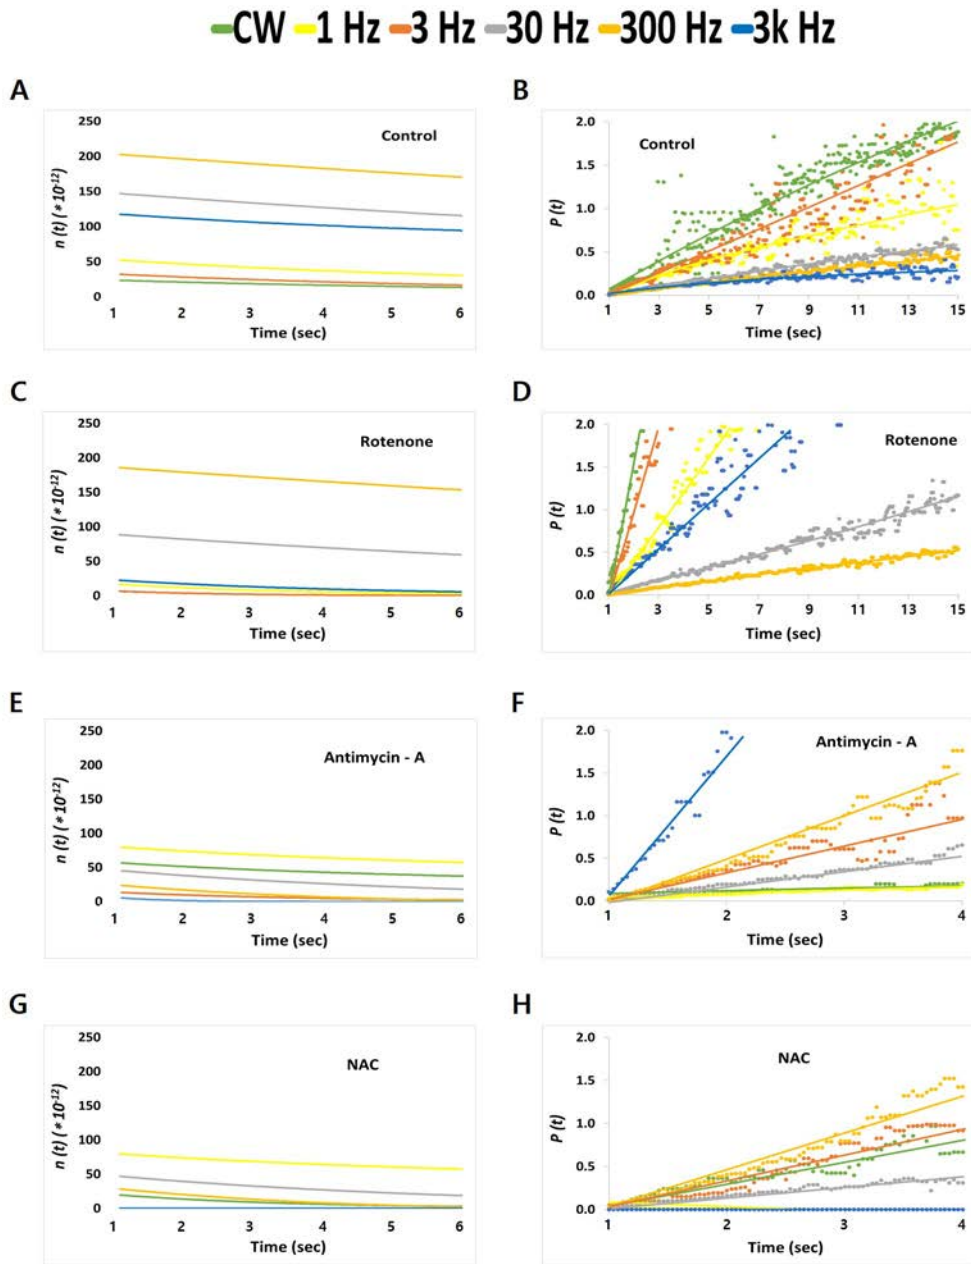 CW 1 Hz 3 Hz 30 Hz 300 Hz 3k Hz
A
250
200
150
100
50
0
n (t) (*10-12)
Control
1 2 3 4 5 6
Time (sec)
B
2.0
1.5
1.0
0.5
0.0
P (t)
Control
1 3 5 7 9 11 13 15
Time (sec)
C
250
200
150
100
50
0
n (t) (*10-12)
Rotenone
1 2 3 4 5 6
Time (sec)
D
2.0
1.5
1.0
0.5
0.0
P (t)
Rotenone
1 3 5 7 9 11 13 15
Time (sec)
E
250
200
150
100
50
0
n (t) (*10-12)
Antimycin - A
1 2 3 4 5 6
Time (sec)
F
2.0
1.5
1.0
0.5
0.0
P (t)
Antimycin - A
1 2 3 4
Time (sec)
G
250
200
150
100
50
0
n (t) (*10-12)
NAC
1 2 3 4 5 6
Time (sec)
H
2.0
1.5
1.0
0.5
0.0
P (t)
NAC
1 2 3 4
Time (sec)